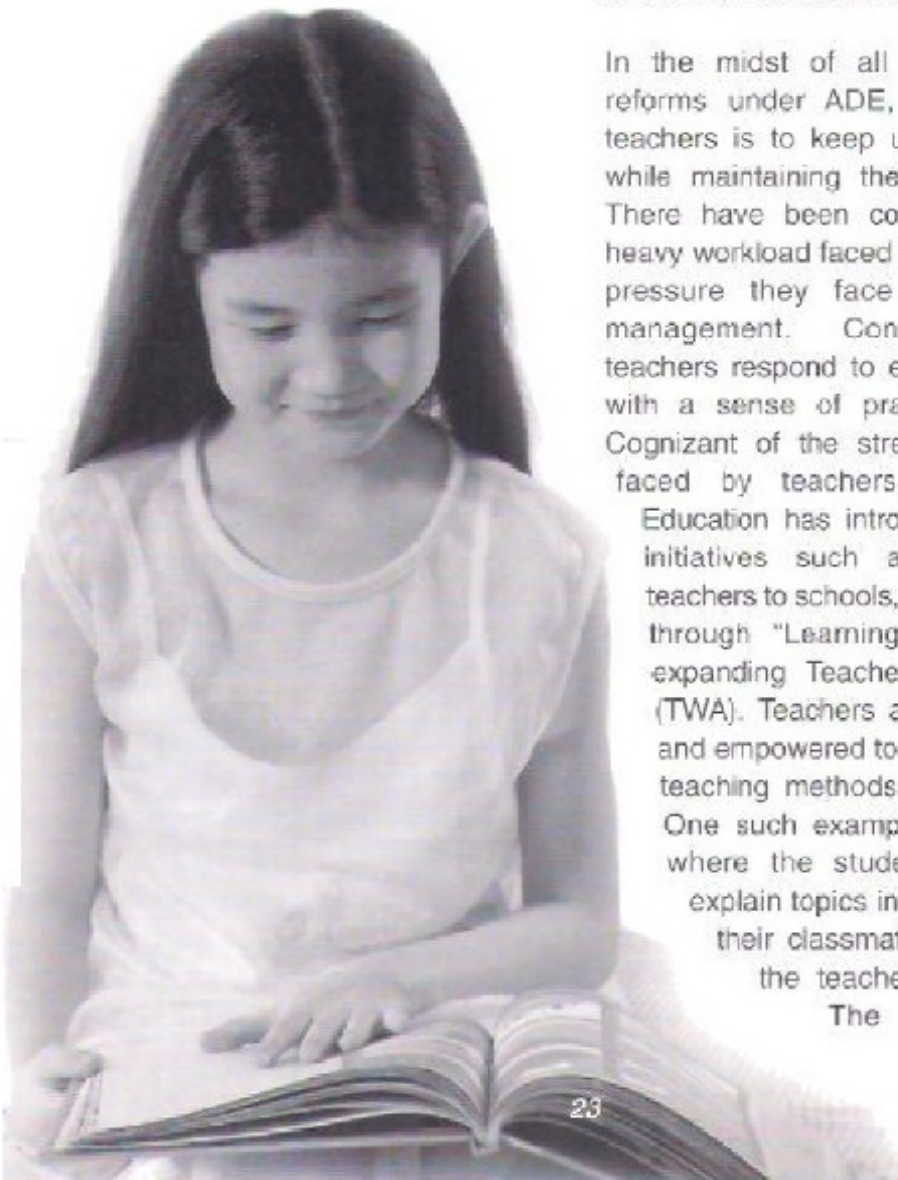 In the midst of all
reforms under ADE,
teachers is to keep u
while maintaining the
There have been co
heavy workload faced
pressure they face
management. Con
teachers respond to e
with a sense of pra
Cognizant of the stre
faced by teachers
Education has intro
initiatives such a
teachers to schools,
through "Learning
expanding Teache
(TWA). Teachers a
and empowered to
teaching methods
One such examp
where the stude
explain topics in
their classmat
the teache
The
23